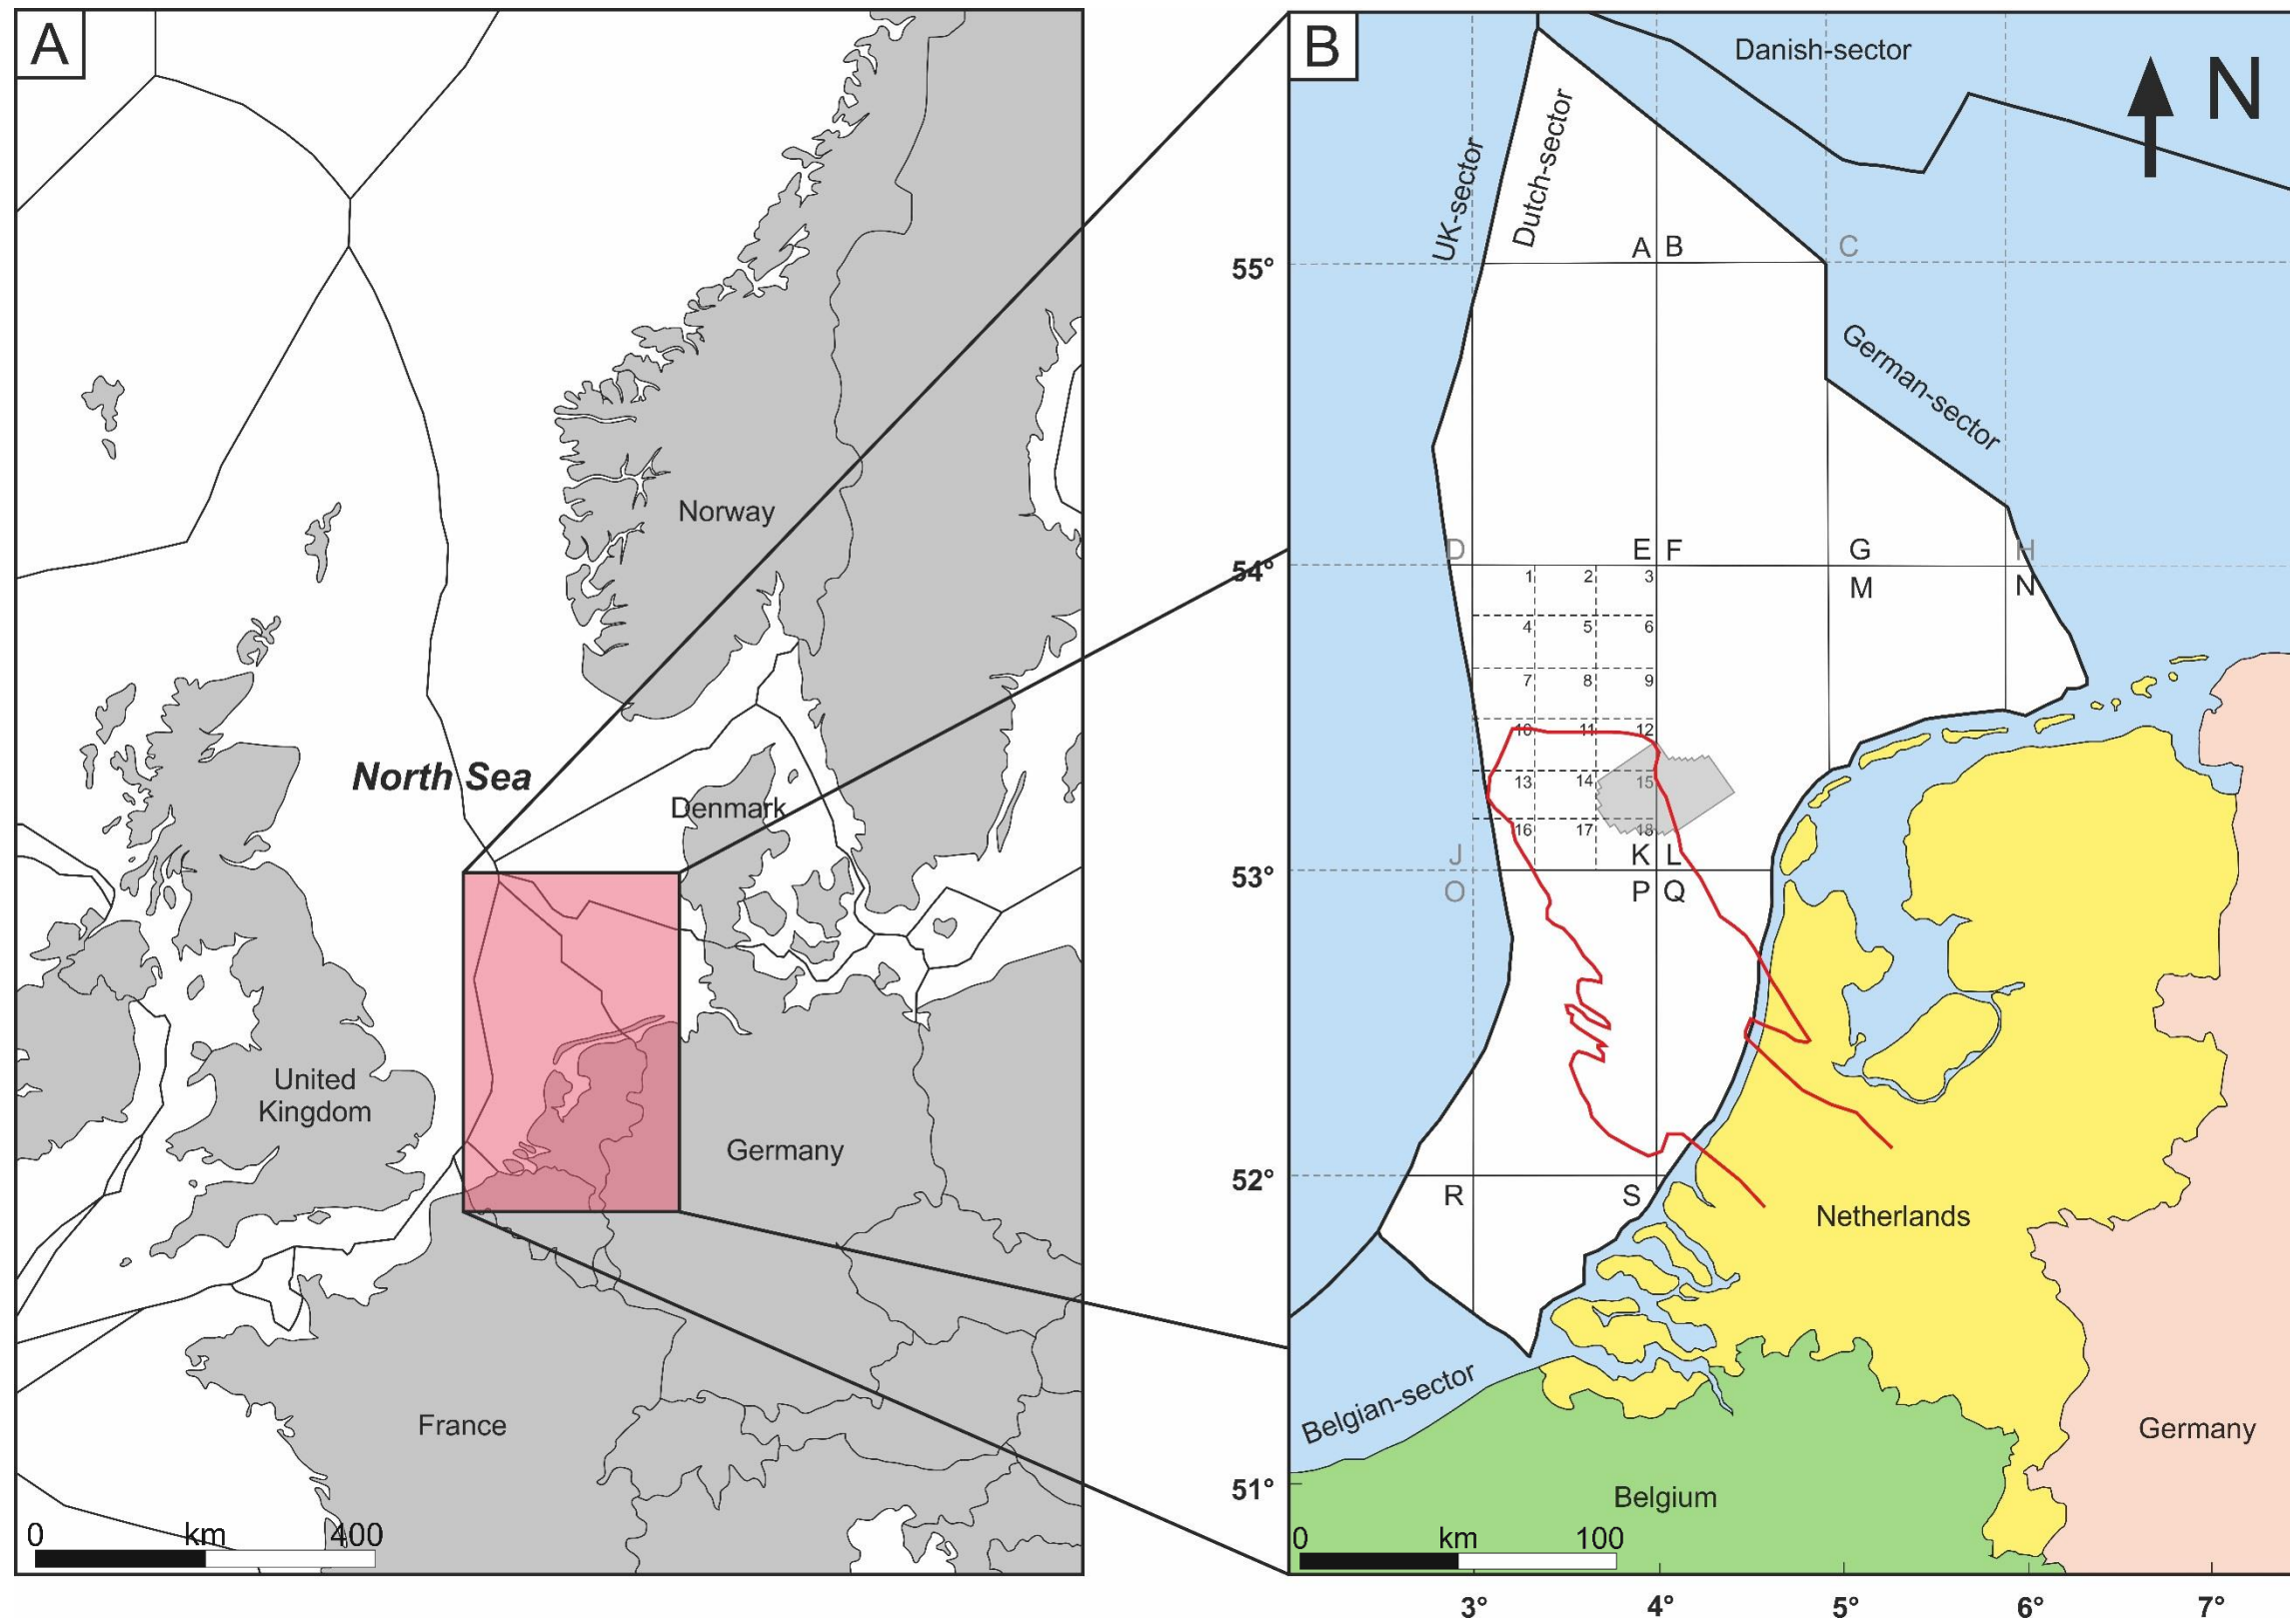 A
Norway
North Sea
Denmark
United
Kingdom
Germany
France
0 km 400
B
Danish-sector
N
UK-sector
Dutch-sector
A B C
55°
German-sector
D E F G H
54°
M N
1 2 3
4 5 6
7 8 9
10 11 12
13 14 15
16 17 18
J K L
53°
O P Q
52°
R S
Netherlands
Belgian-sector
Germany
51°
Belgium
0 km 100
3° 4° 5° 6° 7°